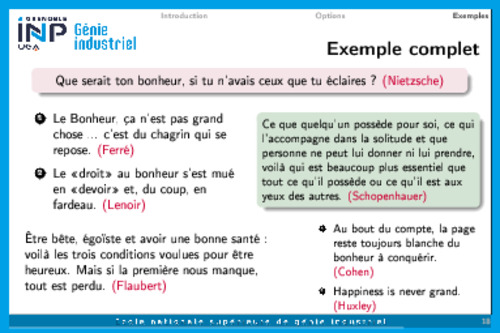 Introduction
Options
Exemples
GRENOBLE
INP
UGA
Génie
industriel
Exemple complet
Que serait ton bonheur, si tu n'avais ceux que tu éclaires ? (Nietzsche)
Le Bonheur, ça n'est pas grand
chose ... c'est du chagrin qui se
repose. (Ferré)
Le «droit» au bonheur s'est mué
en «devoir» et, du coup, en
fardeau. (Lenoir)
Être bête, égoïste et avoir une bonne santé :
voilà les trois conditions voulues pour être
heureux. Mais si la première nous manque,
tout est perdu. (Flaubert)
Ce que quelqu'un possède pour soi, ce qui
l'accompagne dans la solitude et que
personne ne peut lui donner ni lui prendre,
voilà qui est beaucoup plus essentiel que
tout ce qu'il possède ou ce qu'il est aux
yeux des autres. (Schopenhauer)
Au bout du compte, la page
reste toujours blanche du
bonheur à conquérir.
(Cohen)
Happiness is never grand.
(Huxley)
Ecole nationale supérieure de génie industriel